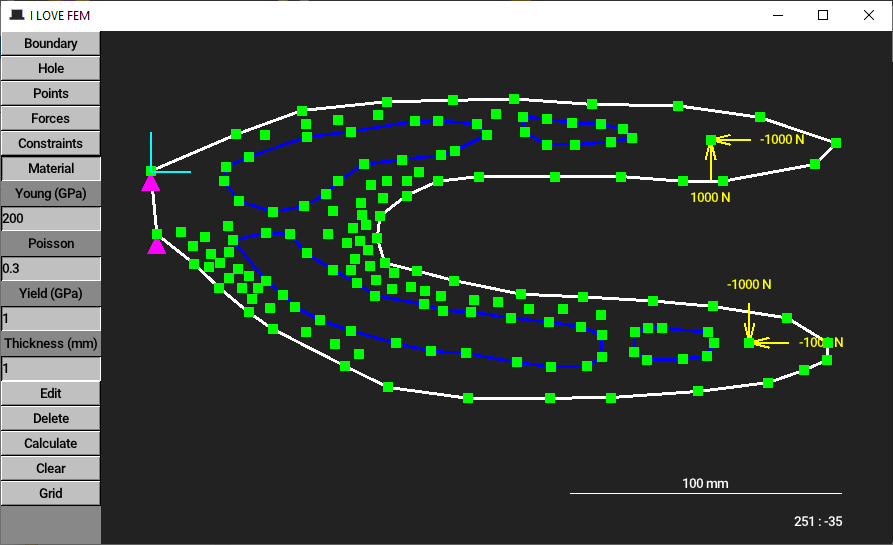 I LOVE FEM
Boundary
Hole
Points
Forces
Constraints
Material
Young (GPa)
200
Poisson
0.3
Yield (GPa)
1
Thickness (mm)
1
Edit
Delete
Calculate
Clear
Grid
-1000 N
1000 N
-1000 N
-1000 N
100 mm
251 : -35